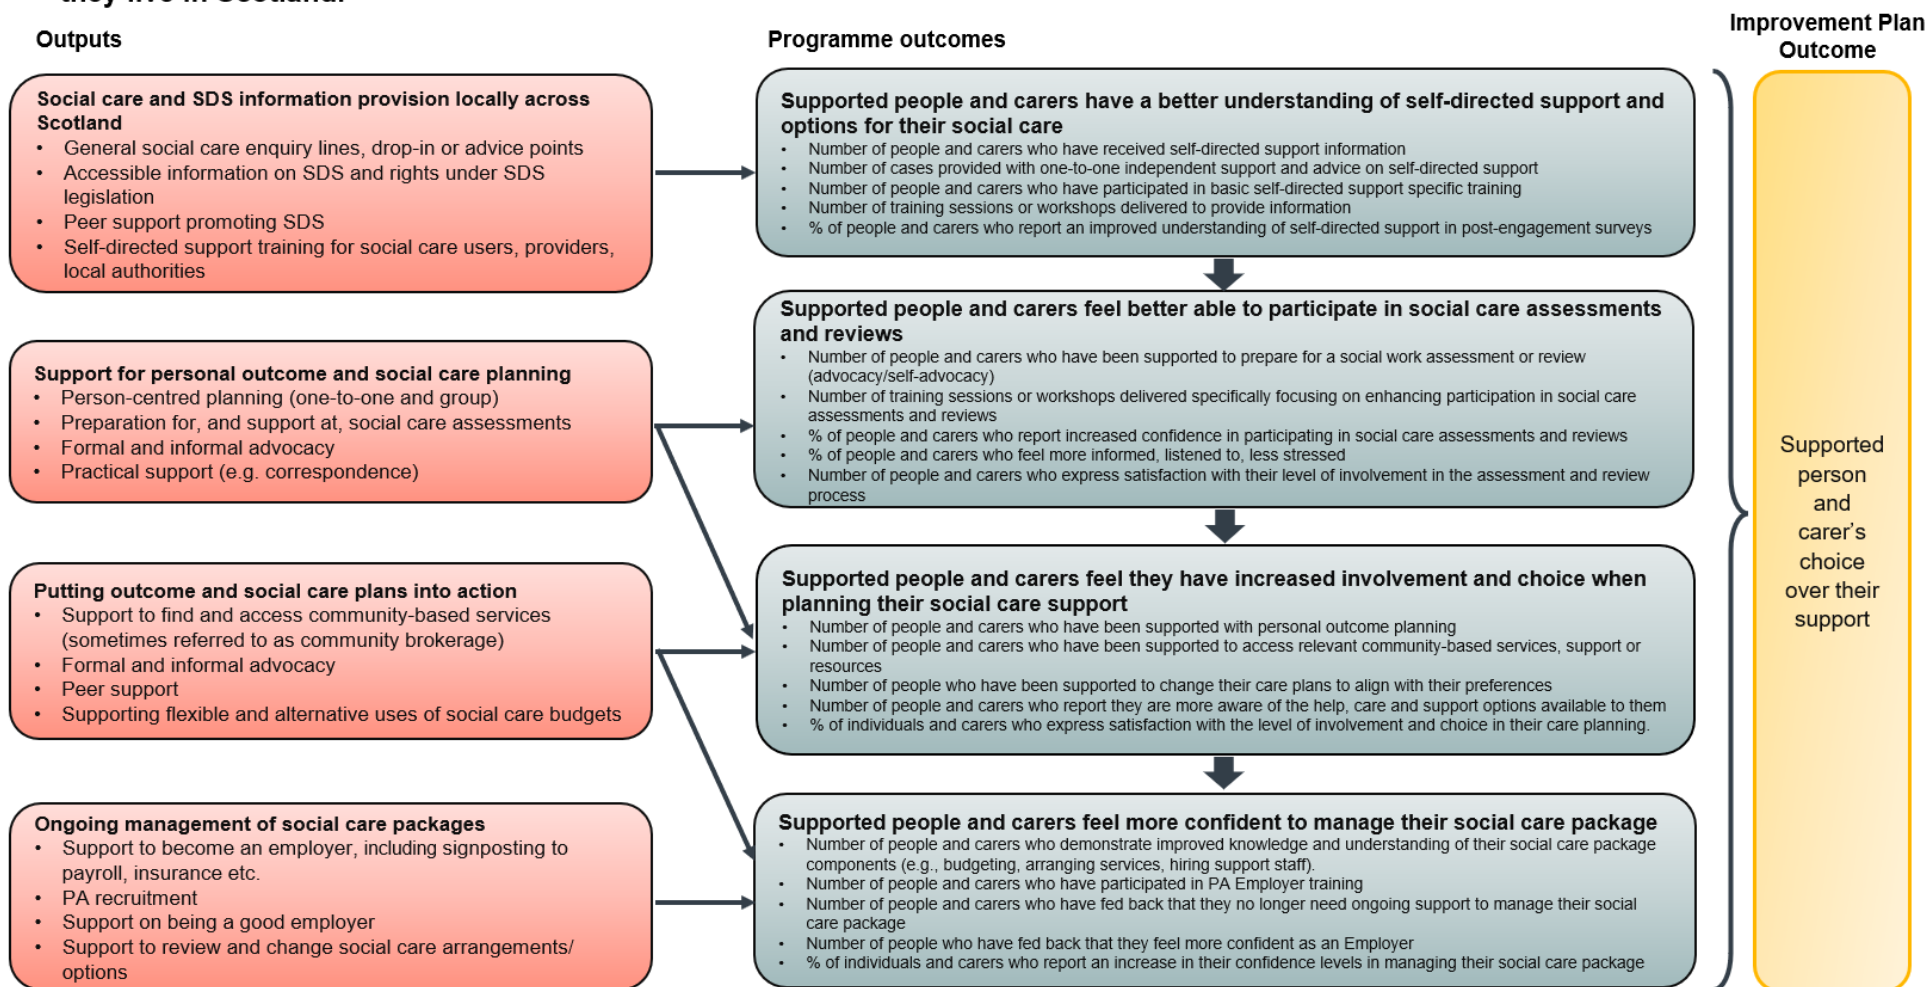 they live in Scotland.
Outputs
Social care and SDS information provision locally across
Scotland
• General social care enquiry lines, drop-in or advice points
• Accessible information on SDS and rights under SDS
legislation
• Peer support promoting SDS
• Self-directed support training for social care users, providers,
local authorities
Support for personal outcome and social care planning
• Person-centred planning (one-to-one and group)
• Preparation for, and support at, social care assessments
• Formal and informal advocacy
• Practical support (e.g. correspondence)
Putting outcome and social care plans into action
• Support to find and access community-based services
(sometimes referred to as community brokerage)
• Formal and informal advocacy
• Peer support
• Supporting flexible and alternative uses of social care budgets
Ongoing management of social care packages
• Support to become an employer, including signposting to
payroll, insurance etc.
• PA recruitment
• Support on being a good employer
• Support to review and change social care arrangements/
options
Programme outcomes
Supported people and carers have a better understanding of self-directed support and
options for their social care
• Number of people and carers who have received self-directed support information
• Number of cases provided with one-to-one independent support and advice on self-directed support
• Number of people and carers who have participated in basic self-directed support specific training
• Number of training sessions or workshops delivered to provide information
• % of people and carers who report an improved understanding of self-directed support in post-engagement surveys
Supported people and carers feel better able to participate in social care assessments
and reviews
• Number of people and carers who have been supported to prepare for a social work assessment or review
(advocacy/self-advocacy)
• Number of training sessions or workshops delivered specifically focusing on enhancing participation in social care
assessments and reviews
• % of people and carers who report increased confidence in participating in social care assessments and reviews
• % of people and carers who feel more informed, listened to, less stressed
• Number of people and carers who express satisfaction with their level of involvement in the assessment and review
process
Supported people and carers feel they have increased involvement and choice when
planning their social care support
• Number of people and carers who have been supported with personal outcome planning
• Number of people and carers who have been supported to access relevant community-based services, support or
resources
• Number of people who have been supported to change their care plans to align with their preferences
• Number of people and carers who report they are more aware of the help, care and support options available to them
• % of individuals and carers who express satisfaction with the level of involvement and choice in their care planning.
Supported people and carers feel more confident to manage their social care package
• Number of people and carers who demonstrate improved knowledge and understanding of their social care package
components (e.g., budgeting, arranging services, hiring support staff).
• Number of people and carers who have participated in PA Employer training
• Number of people and carers who have fed back that they no longer need ongoing support to manage their social
care package
• Number of people who have fed back that they feel more confident as an Employer
• % of individuals and carers who report an increase in their confidence levels in managing their social care package
Improvement Plan
Outcome
Supported
person
and
carer's
choice
over their
support